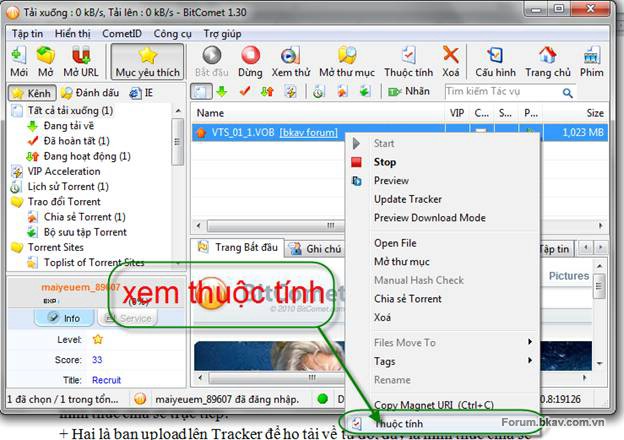 Tải xuống : 0 kB/s, Tải lên : 0 kB/s - BitComet 1.30
Tập tin Hiển thị CometID Công cụ Trợ giúp
Mới Mở Mở URL Mục yêu thích Bắt đầu Dừng Xem thử Mở thư mục Thuộc tính Xoá Cấu hình Trang chủ Phim
Kênh Đánh dấu IE
Nhãn Tìm kiếm Tác vụ
Tất cả tải xuống (1)
Đang tải về
Đã hoàn tất (1)
Đang hoạt động (1)
VIP Acceleration
Lịch sử Torrent (1)
Trao đổi Torrent
Chia sẻ Torrent (1)
Bộ sưu tập Torrent
Torrent Sites
Toplist of Torrent Sites
Name VIP C... S... P... Size
VTS_01_1.VOB [bkav forum] 1,023 MB
Start
Stop
Preview
Update Tracker
Preview Download Mode
Open File
Mở thư mục
Manual Hash Check
Chia sẻ Torrent
Xoá
Files Move To
Tags
Rename
Copy Magnet URI (Ctrl+C)
Thuộc tính
Trang Bắt đầu Ghi chú Tập tin
Pictures
BitComet
© 2010 BitComet.com
xem thuộc tính
maiyeuem_89607
EXP : (0%)
Info Service
Level:
Score: 33
Title: Recruit
1 đã chọn / 1 trong tổn... maiyeuem_89607 đã đăng nhập. 0.8:19126
Forum.bkav.com.vn
+ Hai là bạn upload lên Tracker để họ tải về từ đó, đây là hình thức chia sẻ